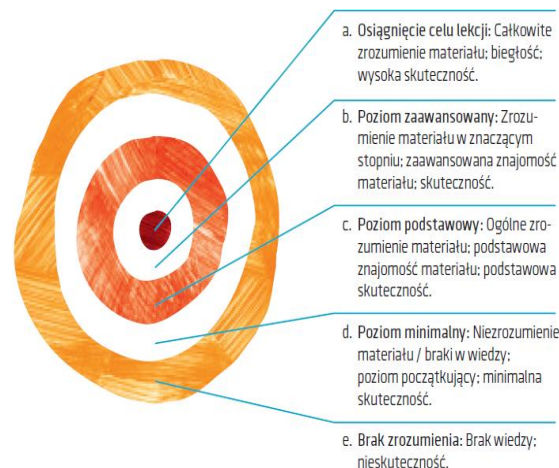 a. Osiągnięcie celu lekcji: Całkowite
zrozumienie materiału; biegłość;
wysoka skuteczność.
b. Poziom zaawansowany: Zrozu-
mienie materiału w znaczącym
stopniu; zaawansowana znajomość
materiału; skuteczność.
c. Poziom podstawowy: Ogólne zro-
zumienie materiału; podstawowa
znajomość materiału; podstawowa
skuteczność.
d. Poziom minimalny: Niezrozumienie
materiału / braki w wiedzy;
poziom początkujący; minimalna
skuteczność.
e. Brak zrozumienia: Brak wiedzy;
nieskuteczność.